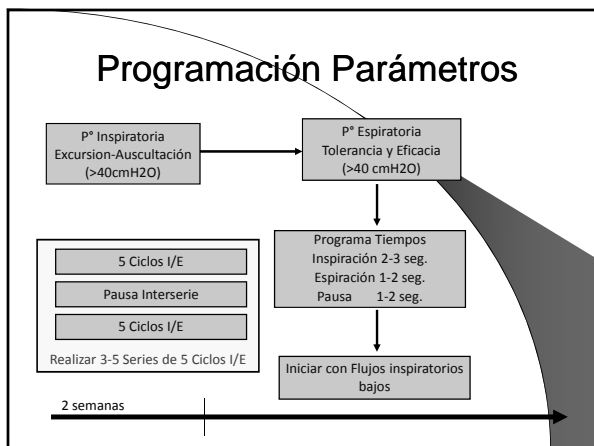 Programación Parámetros
P° Inspiratoria
Excursion-Auscultación
(>40cmH2O)
P° Espiratoria
Tolerancia y Eficacia
(>40 cmH2O)
Programa Tiempos
Inspiración 2-3 seg.
Espiración 1-2 seg.
Pausa 1-2 seg.
5 Ciclos I/E
Pausa Interserie
5 Ciclos I/E
Realizar 3-5 Series de 5 Ciclos I/E
Iniciar con Flujos inspiratorios
bajos
2 semanas